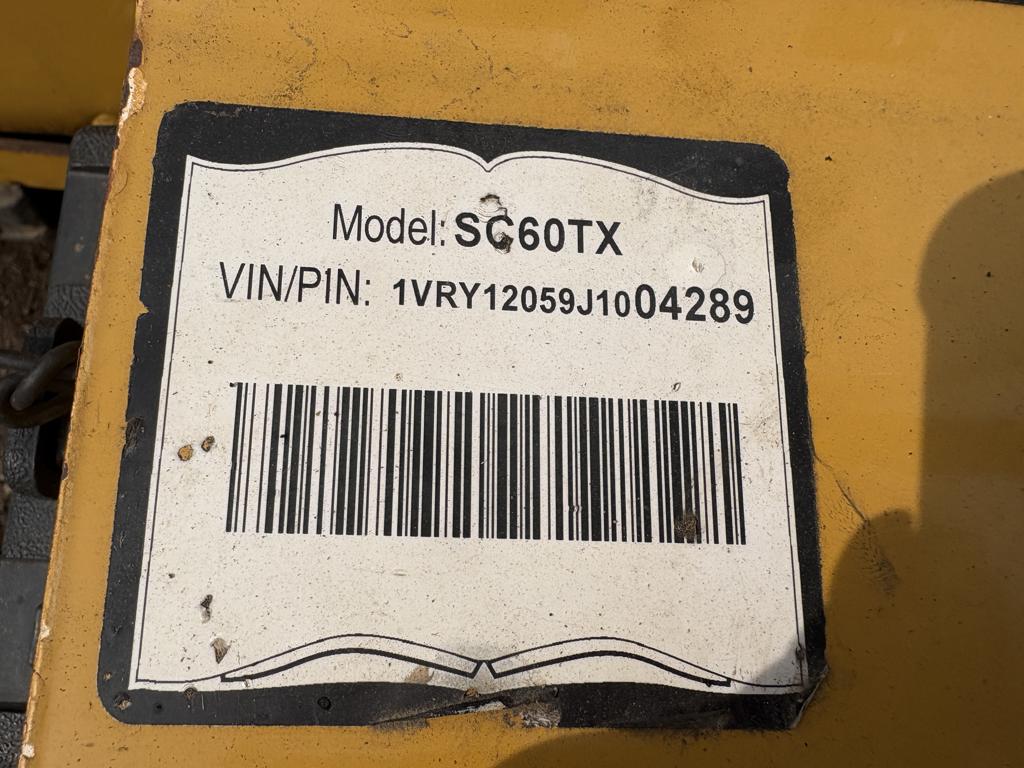 Model: SC60TX
VIN/PIN: 1VRY12059J1004289